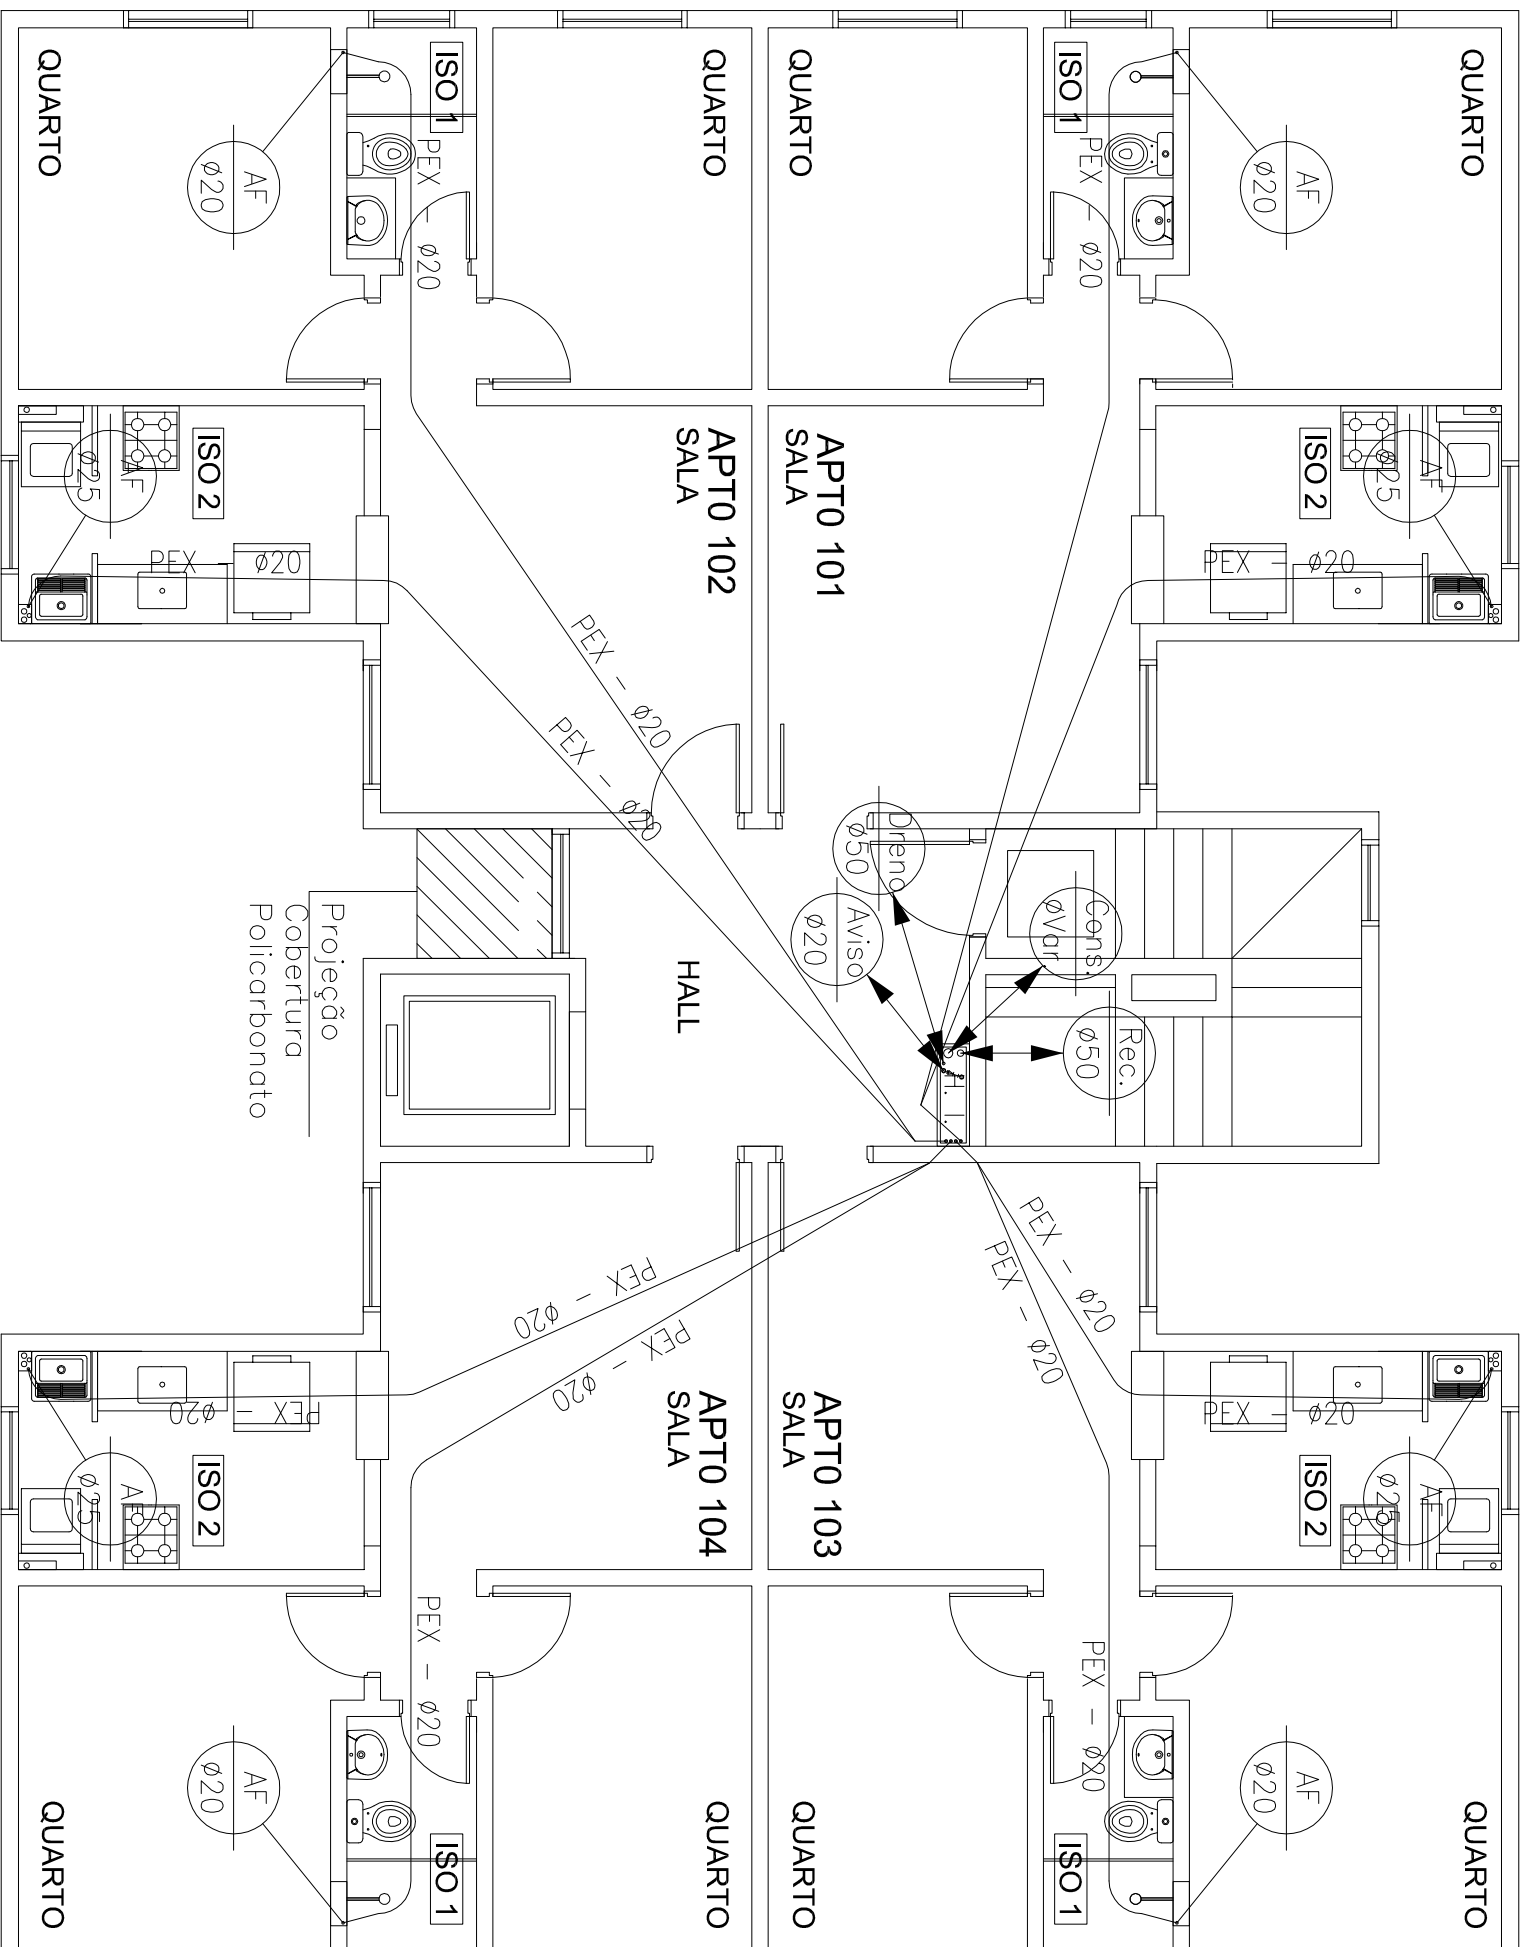 QUARTO
ISO 1
QUARTO
QUARTO
ISO 1
QUARTO
AF
ø20
PEX - ø20
PEX - ø20
AF
ø20
ISO 2
AF
ø25
PEX - ø20
APT0 102
SALA
APT0 101
SALA
ISO 2
AF
ø25
PEX - ø20
PEX - ø20
PEX - ø20
Dreno
ø50
Aviso
ø20
Cons.
øVar.
Rec.
ø50
H.I.
HALL
Projeção
Cobertura
Policarbonato
PEX - ø20
PEX - ø20
PEX - ø20
PEX - ø20
PEX - ø20
AF
ø25
ISO 2
APT0 104
SALA
APT0 103
SALA
PEX - ø20
ISO 2
AF
ø25
PEX - ø20
PEX - ø20
AF
ø20
AF
ø20
QUARTO
ISO 1
QUARTO
QUARTO
ISO 1
QUARTO